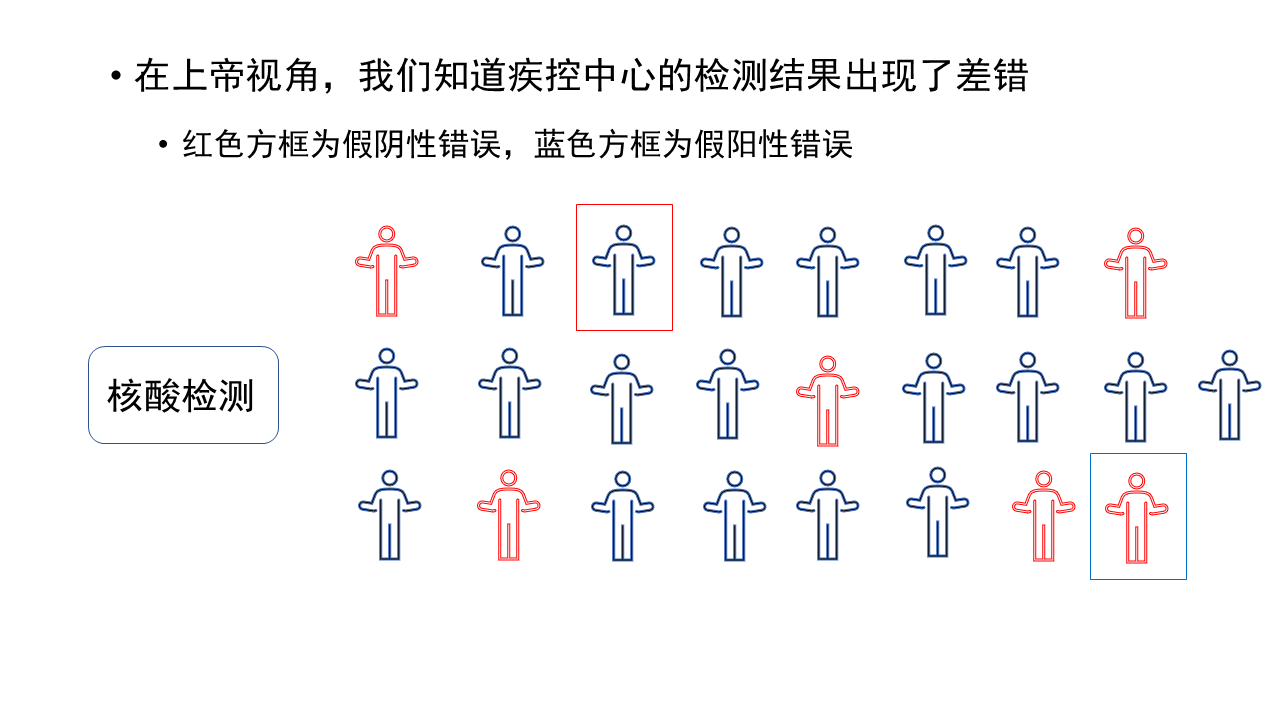 • 在上帝视角，我们知道疾控中心的检测结果出现了差错
• 红色方框为假阴性错误，蓝色方框为假阳性错误
核酸检测